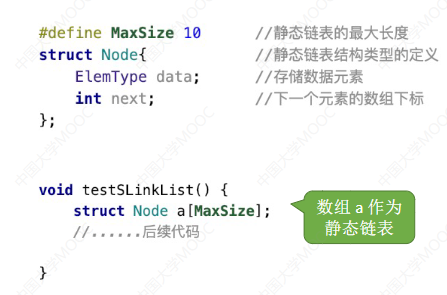 #define MaxSize 10 //静态链表的最大长度
struct Node{ //静态链表结构类型的定义
ElemType data; //存储数据元素
int next; //下一个元素的数组下标
};
void testSLinkList() {
struct Node a[MaxSize];
//......后续代码
}
数组 a 作为
静态链表
中国大学MOOC